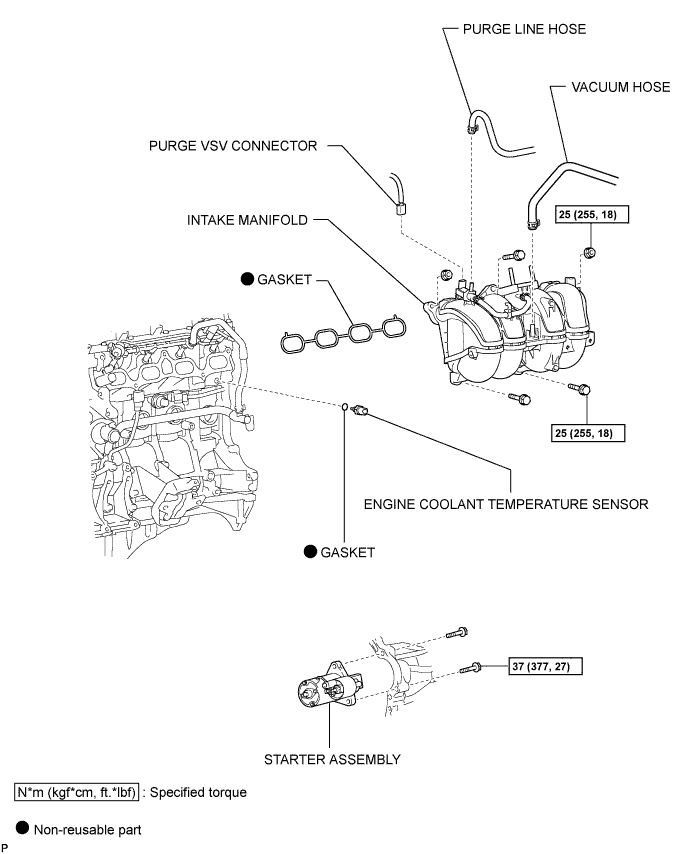 PURGE LINE HOSE
VACUUM HOSE
PURGE VSV CONNECTOR
25 (255, 18)
INTAKE MANIFOLD
● GASKET
25 (255, 18)
ENGINE COOLANT TEMPERATURE SENSOR
● GASKET
37 (377, 27)
STARTER ASSEMBLY
N*m (kgf*cm, ft.*lbf) : Specified torque
● Non-reusable part
P